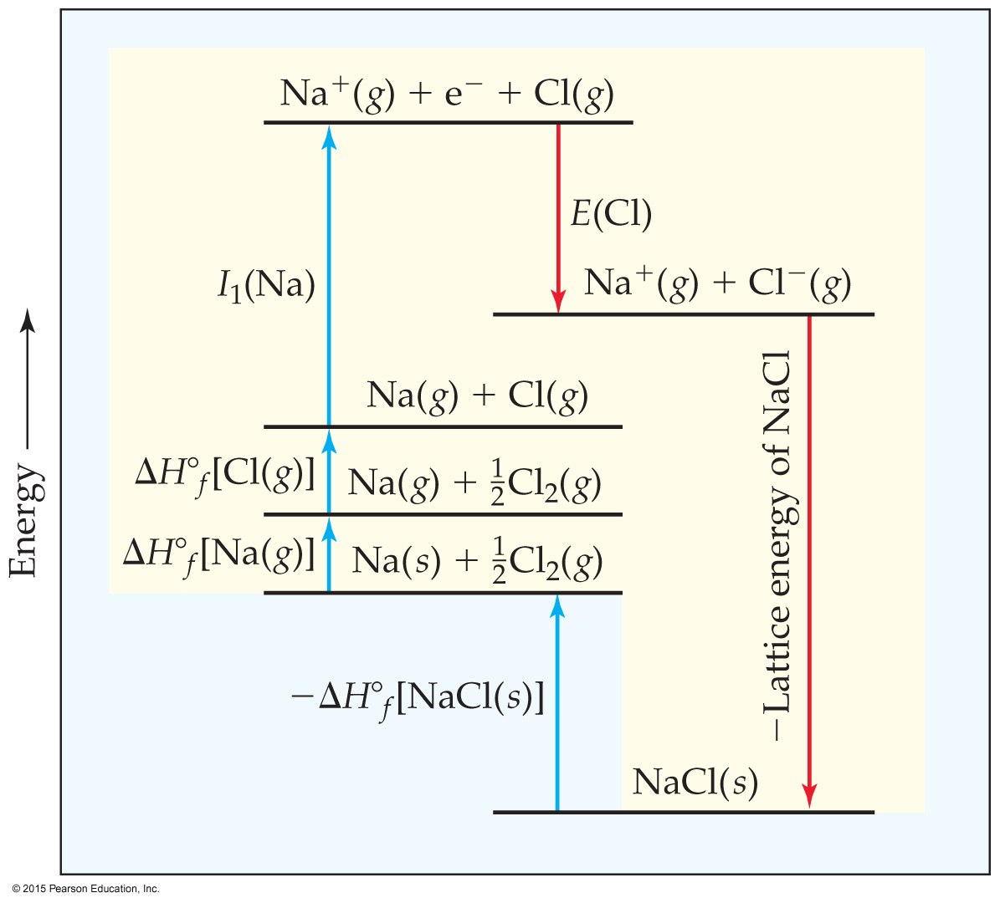 Na⁺(g) + e⁻ + Cl(g)
E(Cl)
I₁(Na)
Na⁺(g) + Cl⁻(g)
Na(g) + Cl(g)
ΔH°f[Cl(g)]
Na(g) + ½Cl₂(g)
ΔH°f[Na(g)]
Na(s) + ½Cl₂(g)
−ΔH°f[NaCl(s)]
−Lattice energy of NaCl
NaCl(s)
Energy
© 2015 Pearson Education, Inc.